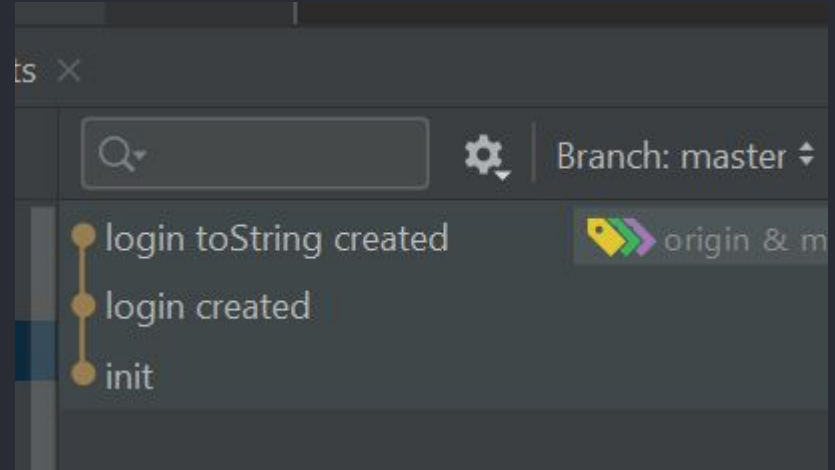 ts
Branch: master
login toString created
origin & m
login created
init